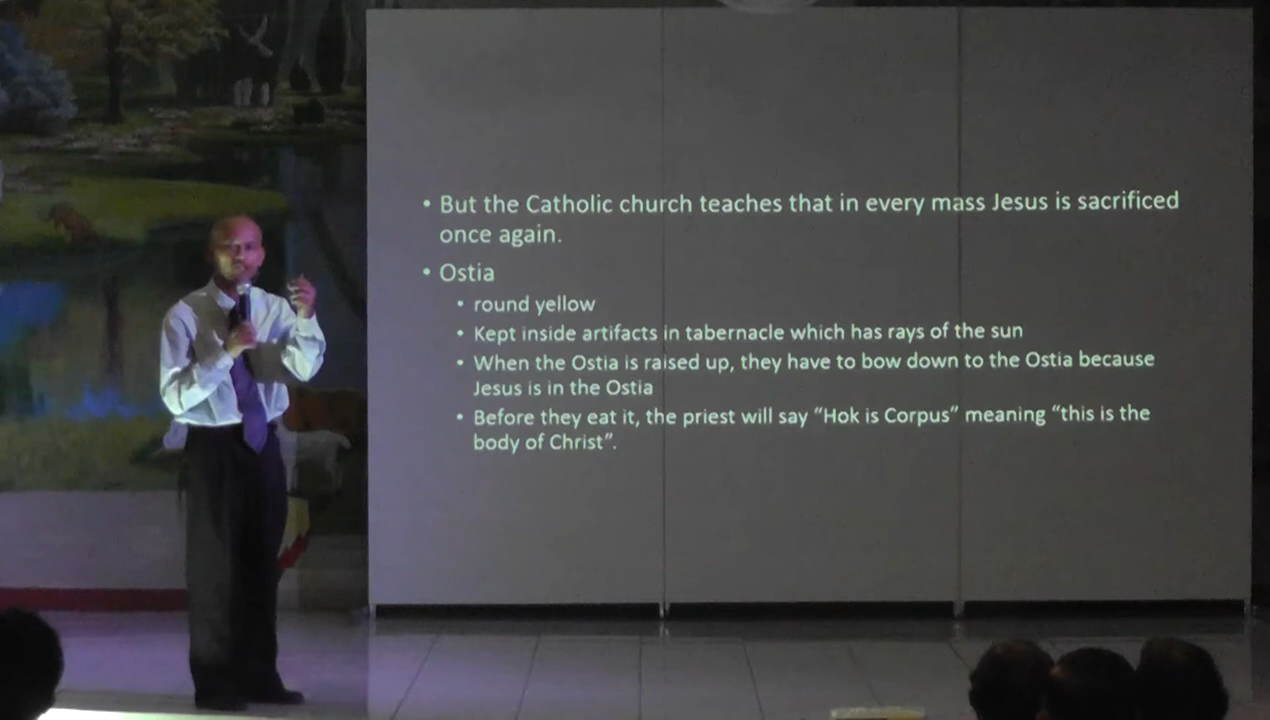 • But the Catholic church teaches that in every mass Jesus is sacrificed
once again.
• Ostia
• round yellow
• Kept inside artifacts in tabernacle which has rays of the sun
• When the Ostia is raised up, they have to bow down to the Ostia because
Jesus is in the Ostia
• Before they eat it, the priest will say “Hok is Corpus” meaning “this is the
body of Christ”.